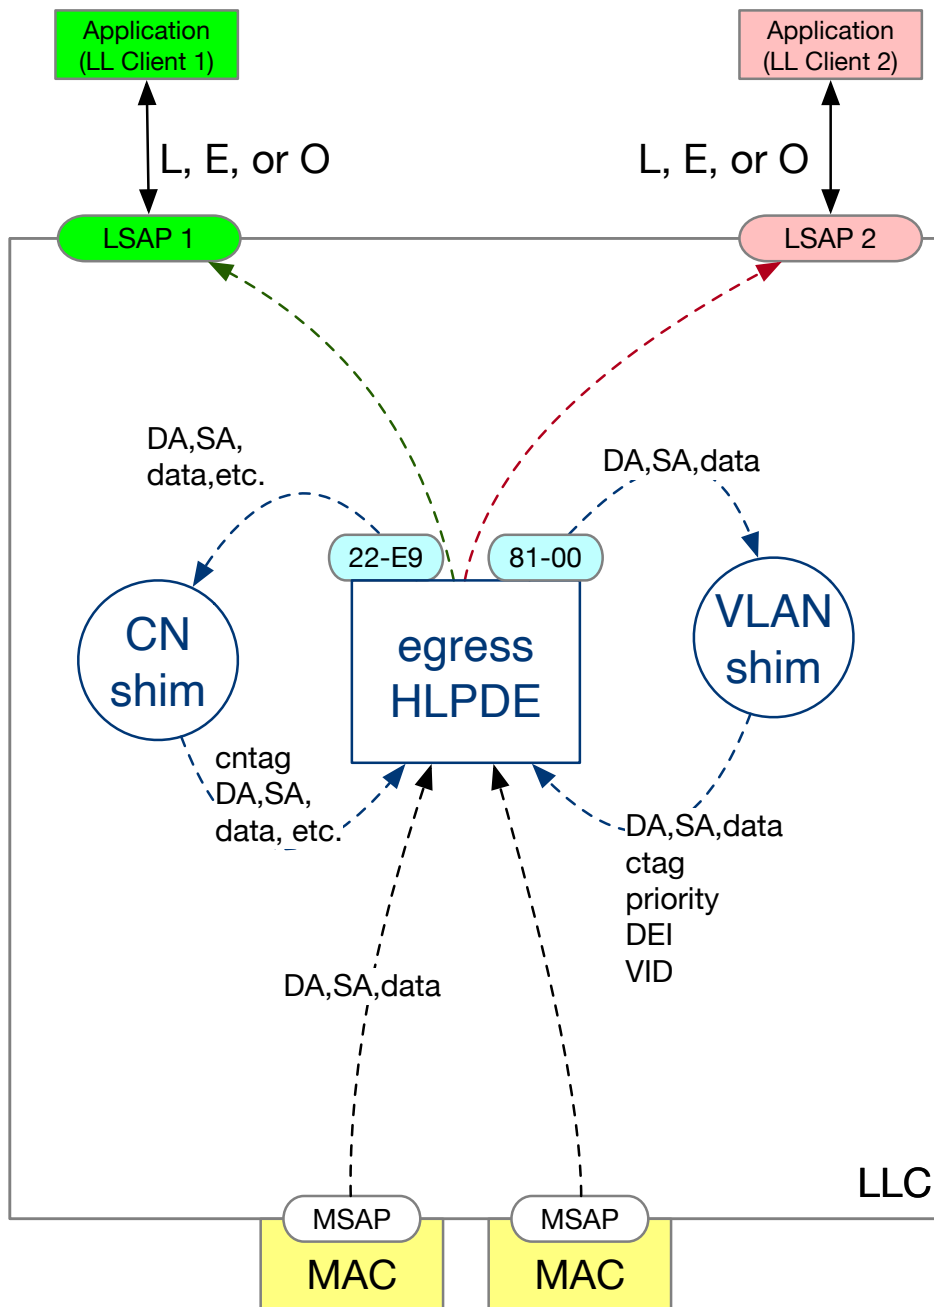 Application
(LL Client 1)
Application
(LL Client 2)
L, E, or O
L, E, or O
LSAP 1
LSAP 2
DA,SA,
data,etc.
DA,SA,data
22-E9
81-00
CN
shim
egress
HLPDE
VLAN
shim
cntag
DA,SA,
data, etc.
DA,SA,data
ctag
priority
DEI
VID
DA,SA,data
LLC
MSAP
MSAP
MAC
MAC